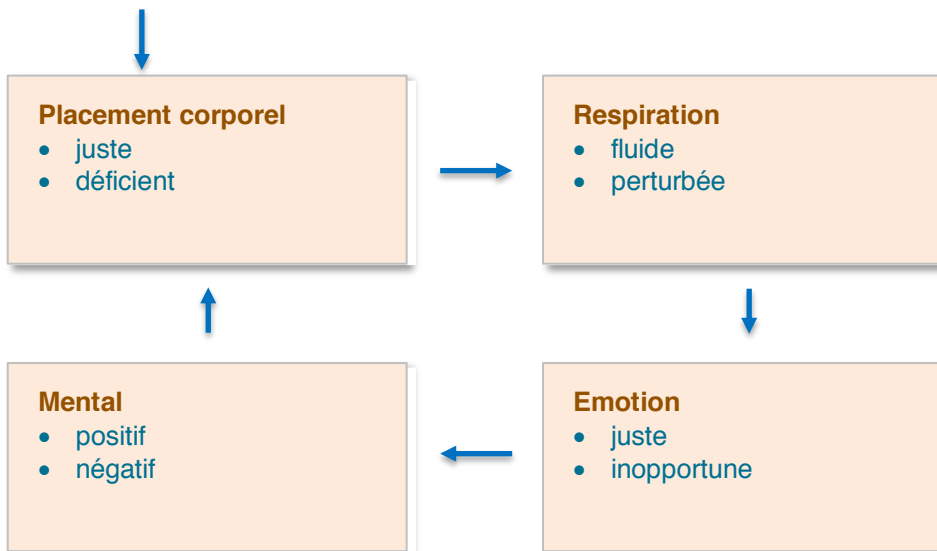 Placement corporel
• juste
• déficient
Respiration
• fluide
• perturbée
Mental
• positif
• négatif
Emotion
• juste
• inopportune